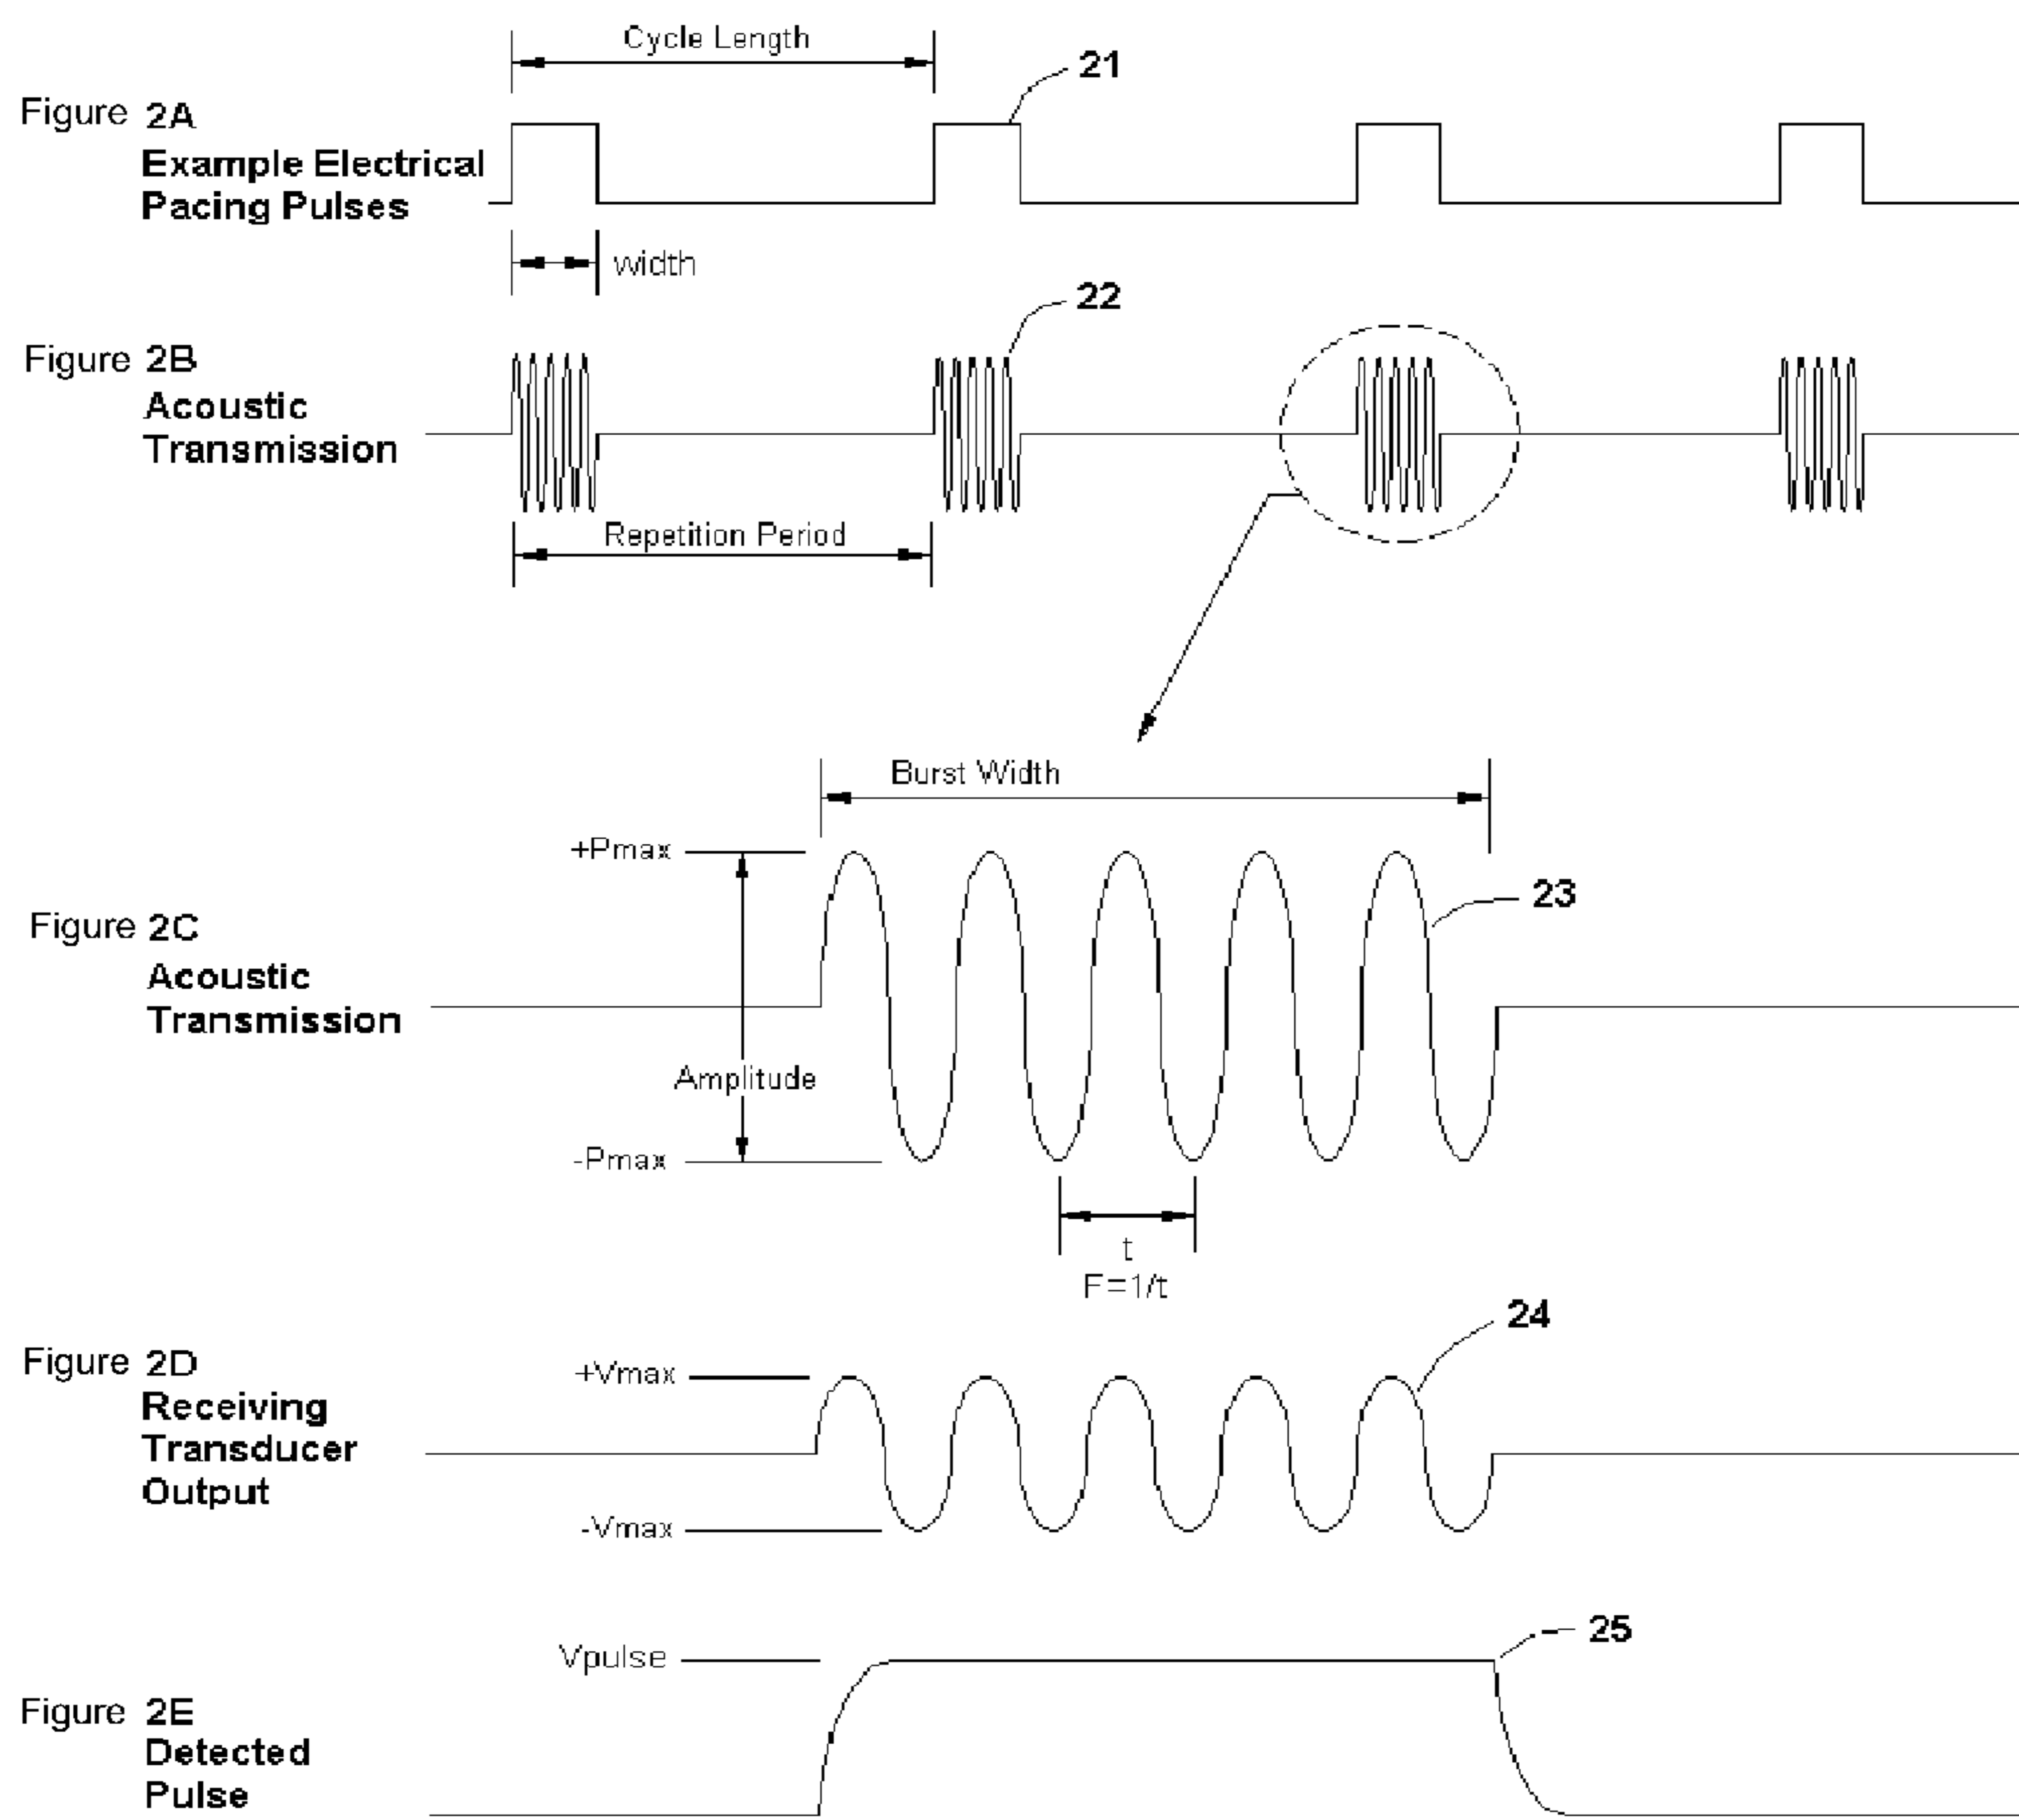 Cycle Length
21
Figure 2A
Example Electrical
Pacing Pulses
width
22
Figure 2B
Acoustic
Transmission
Repetition Period
Burst Width
+Pmax
23
Figure 2C
Acoustic
Transmission
Amplitude
-Pmax
t
F=1/t
24
Figure 2D
+Vmax
Receiving
Transducer
Output
-Vmax
25
Vpulse
Figure 2E
Detected
Pulse